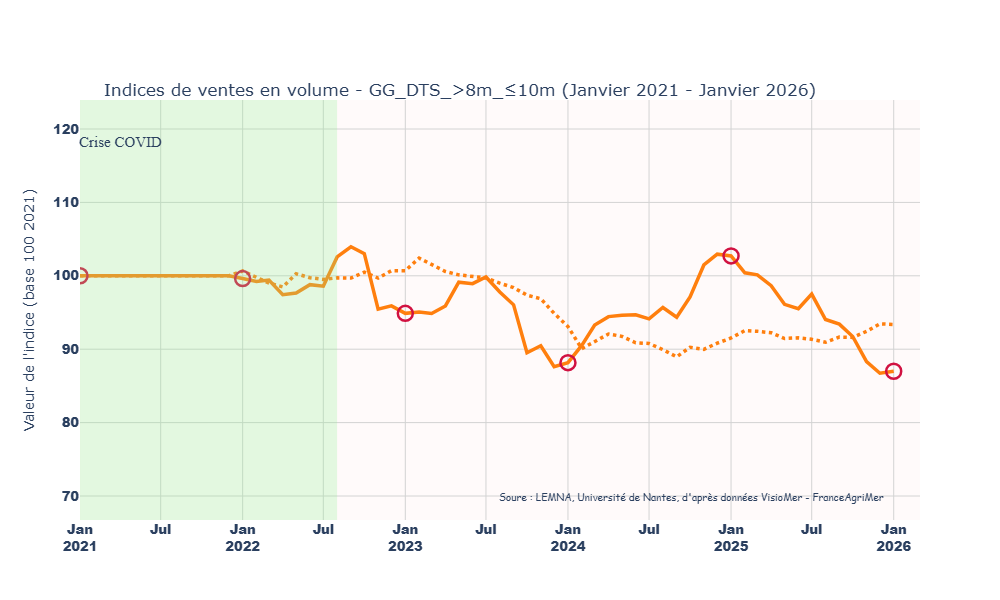 Indices de ventes en volume - GG_DTS_>8m_≤10m (Janvier 2021 - Janvier 2026)
120
Crise COVID
110
100
90
80
70
Valeur de l'indice (base 100 2021)
Soure : LEMNA, Université de Nantes, d'après données VisioMer - FranceAgriMer
Jan Jul Jan Jul Jan Jul Jan Jul Jan Jul Jan
2021 2022 2023 2024 2025 2026